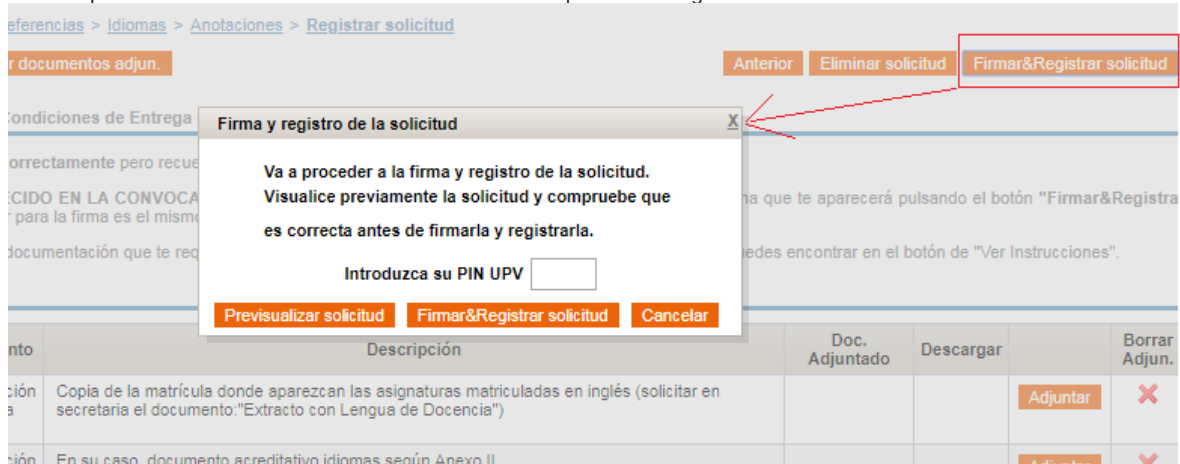 eferencias > Idiomas > Anotaciones > Registrar solicitud
r documentos adjun. Anterior Eliminar solicitud Firmar&Registrar solicitud
Condiciones de Entrega
Firma y registro de la solicitud X
orrectamente pero recue
Va a proceder a la firma y registro de la solicitud.
Visualice previamente la solicitud y compruebe que
es correcta antes de firmarla y registrarla.
CIDO EN LA CONVOCA na que te aparecerá pulsando el botón "Firmar&Registra
r para la firma es el mismo
documentación que te req uedes encontrar en el botón de "Ver Instrucciones".
Introduzca su PIN UPV
Previsualizar solicitud Firmar&Registrar solicitud Cancelar
nto Descripción Doc. Adjuntado Descargar Borrar Adjun.
ción Copia de la matrícula donde aparezcan las asignaturas matriculadas en inglés (solicitar en
a secretaria el documento:"Extracto con Lengua de Docencia") Adjuntar
ción En su caso, documento acreditativo idiomas según Anexo II Adjuntar